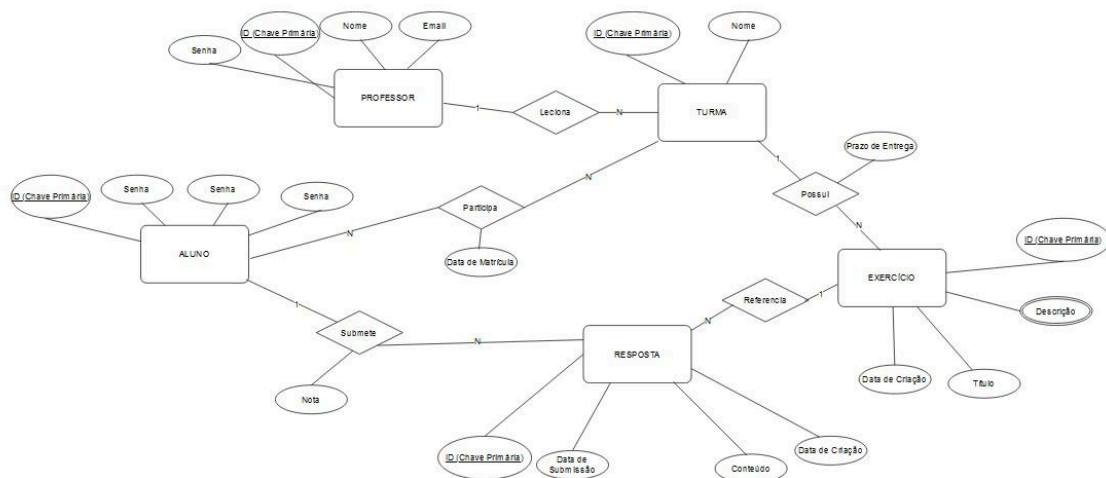 Senha
ID (Chave Primária)
Nome
Email
PROFESSOR
1
Leciona
N
ID (Chave Primária)
Nome
TURMA
1
Prazo de Entrega
Possui
N
ID (Chave Primária)
Senha
Senha
Senha
ALUNO
N
Participa
N
Data de Matrícula
1
Submete
N
Nota
ID (Chave Primária)
EXERCÍCIO
Descrição
Data de Criação
Título
1
Referencia
N
RESPOSTA
ID (Chave Primária)
Data de
Submissão
Conteúdo
Data de Criação